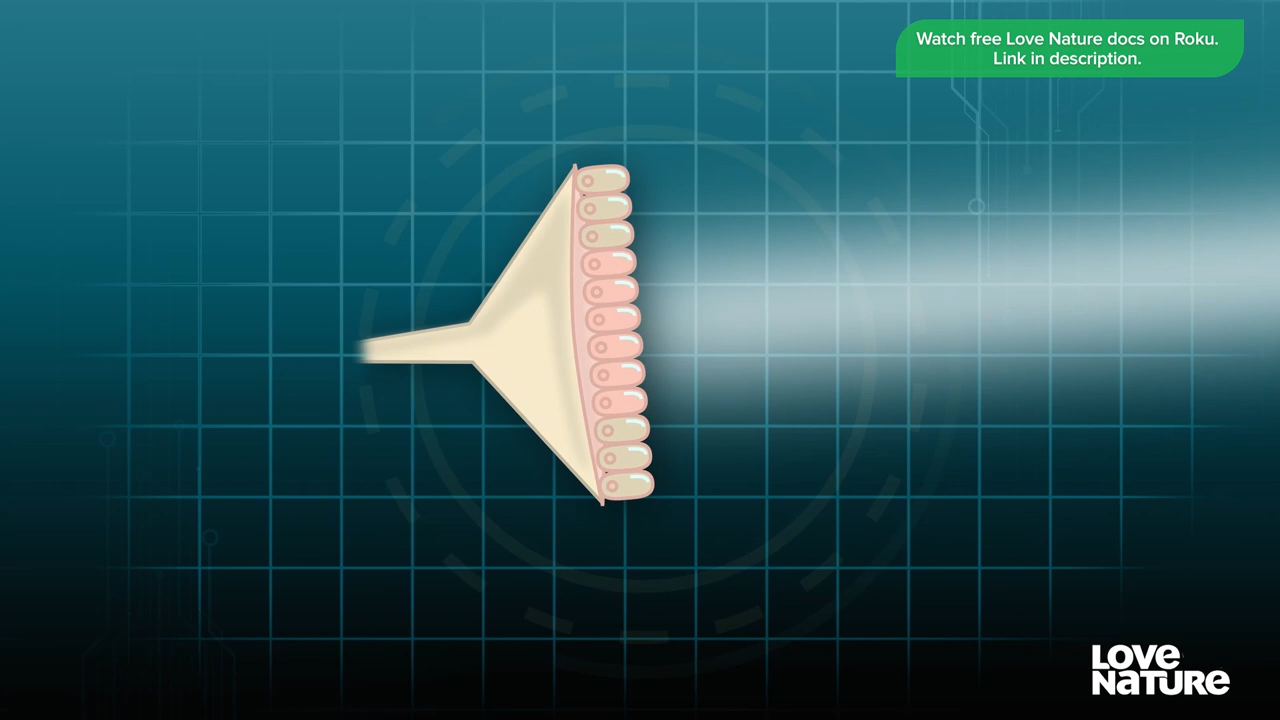 Watch free Love Nature docs on Roku.
Link in description.
LOVE
NATURE